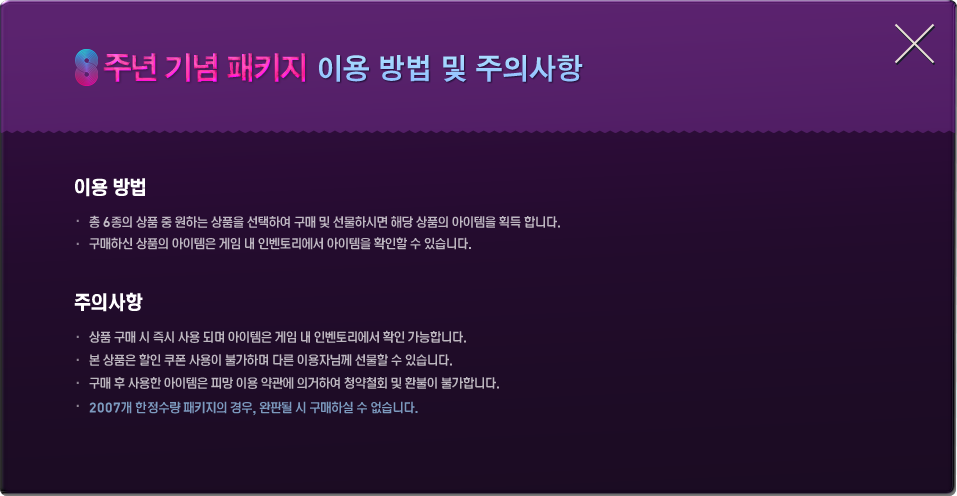 8주년 기념 패키지 이용 방법 및 주의사항
이용 방법
· 총 6종의 상품 중 원하는 상품을 선택하여 구매 및 선물하시면 해당 상품의 아이템을 획득 합니다.
· 구매하신 상품의 아이템은 게임 내 인벤토리에서 아이템을 확인할 수 있습니다.
주의사항
· 상품 구매 시 즉시 사용 되며 아이템은 게임 내 인벤토리에서 확인 가능합니다.
· 본 상품은 할인 쿠폰 사용이 불가하며 다른 이용자님께 선물할 수 있습니다.
· 구매 후 사용한 아이템은 피망 이용 약관에 의거하여 청약철회 및 환불이 불가합니다.
· 2007개 한정수량 패키지의 경우, 완판될 시 구매하실 수 없습니다.